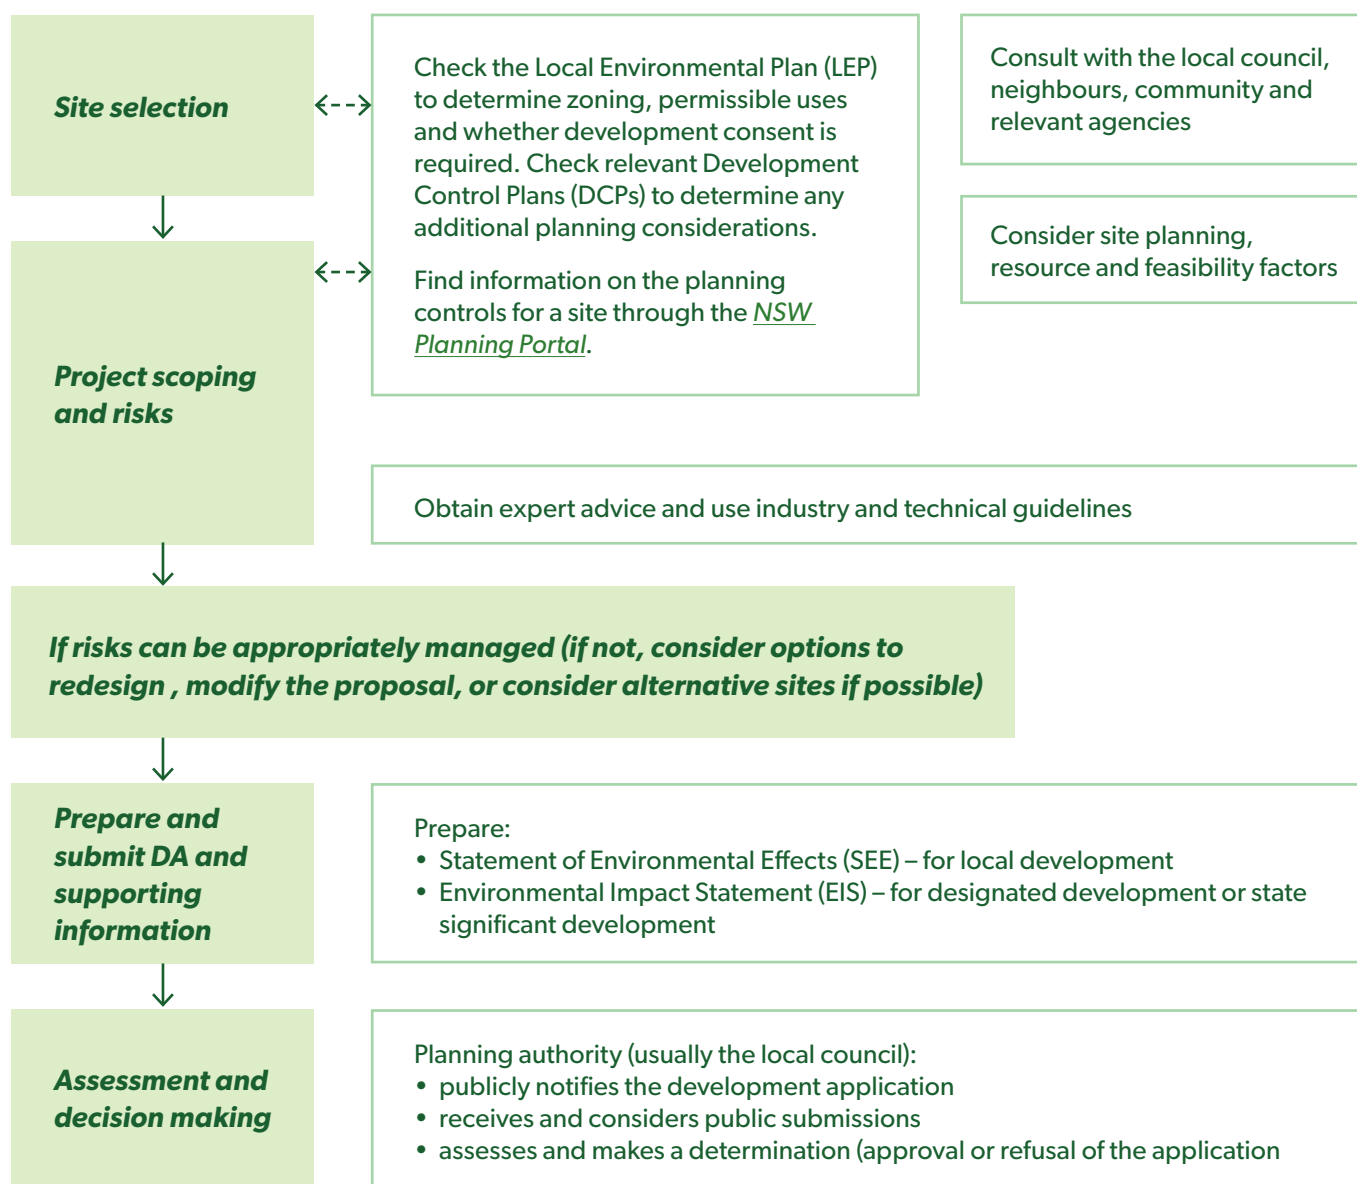 Site selection
Check the Local Environmental Plan (LEP)
to determine zoning, permissible uses
and whether development consent is
required. Check relevant Development
Control Plans (DCPs) to determine any
additional planning considerations.
Find information on the planning
controls for a site through the NSW
Planning Portal.
Consult with the local council,
neighbours, community and
relevant agencies
Consider site planning,
resource and feasibility factors
Project scoping
and risks
Obtain expert advice and use industry and technical guidelines
If risks can be appropriately managed (if not, consider options to
redesign , modify the proposal, or consider alternative sites if possible)
Prepare and
submit DA and
supporting
information
Prepare:
• Statement of Environmental Effects (SEE) – for local development
• Environmental Impact Statement (EIS) – for designated development or state
significant development
Assessment and
decision making
Planning authority (usually the local council):
• publicly notifies the development application
• receives and considers public submissions
• assesses and makes a determination (approval or refusal of the application